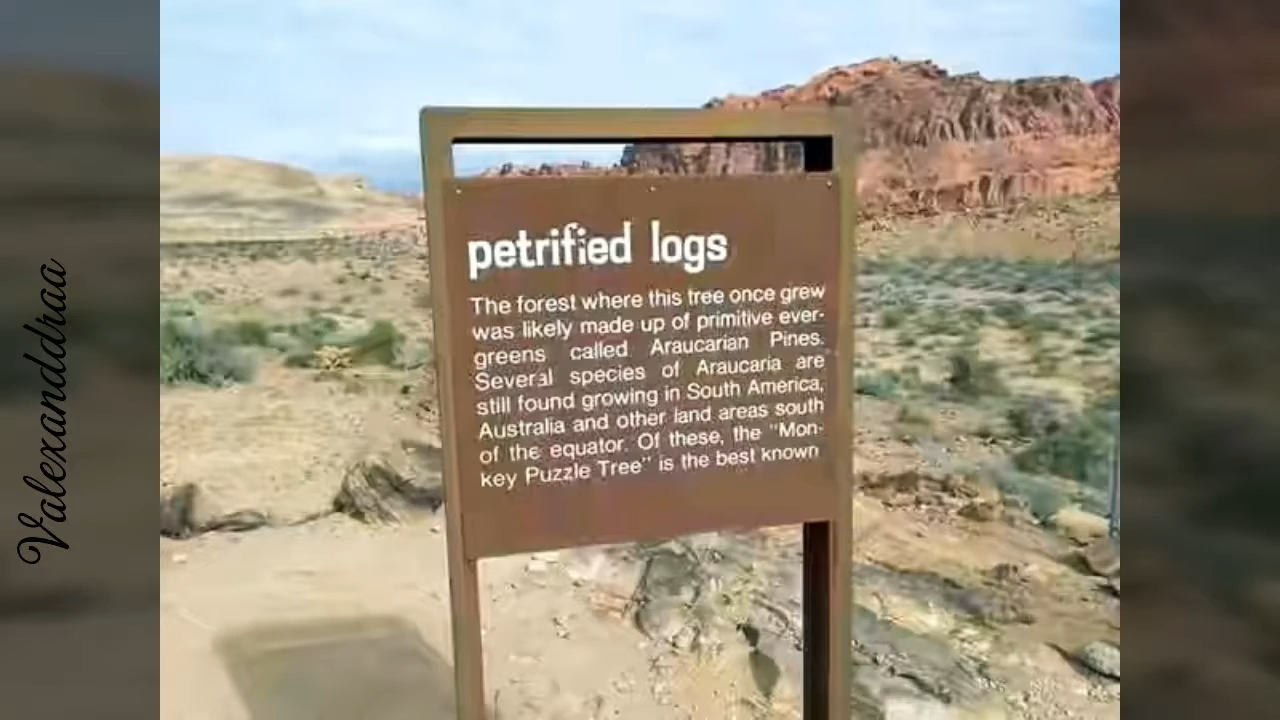 petrified logs
The forest where this tree once grew
was likely made up of primitive ever-
greens called Araucarian Pines.
Several species of Araucaria are
still found growing in South America,
Australia and other land areas south
of the equator. Of these, the "Mon-
key Puzzle Tree" is the best known
Valexanddraa